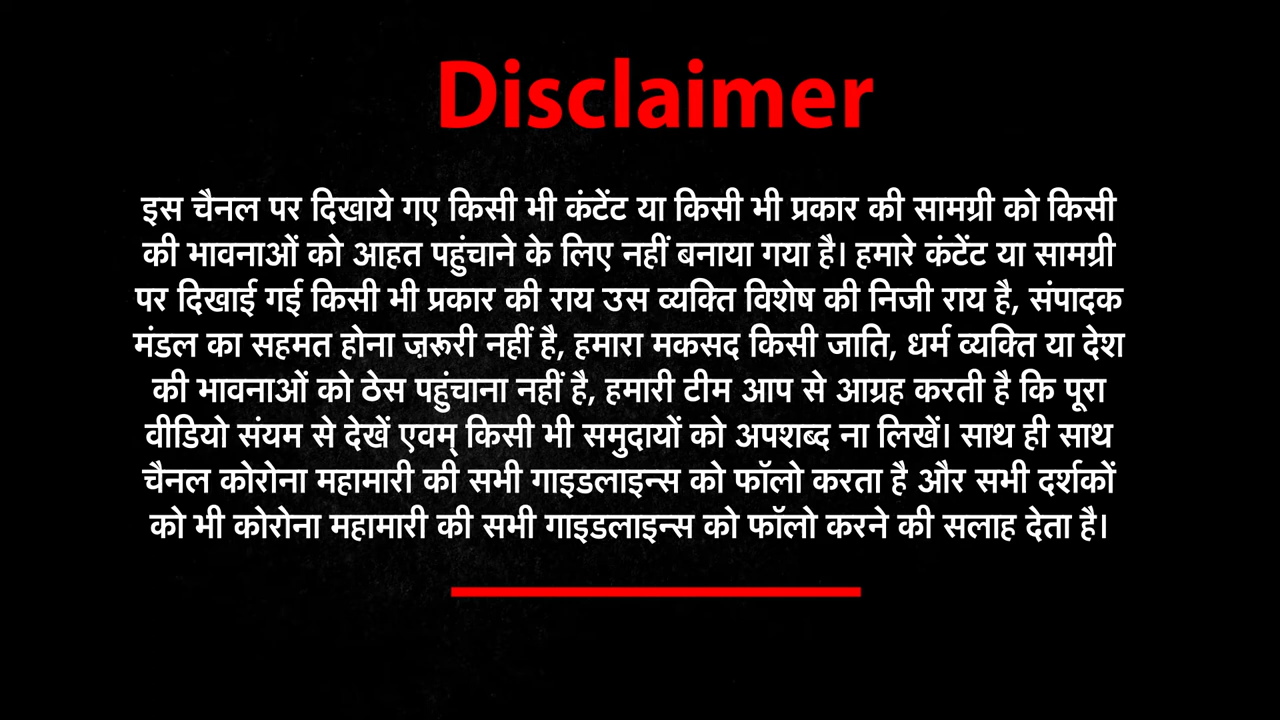 Disclaimer
इस चैनल पर दिखाये गए किसी भी कंटेंट या किसी भी प्रकार की सामग्री को किसी
की भावनाओं को आहत पहुंचाने के लिए नहीं बनाया गया है। हमारे कंटेंट या सामग्री
पर दिखाई गई किसी भी प्रकार की राय उस व्यक्ति विशेष की निजी राय है, संपादक
मंडल का सहमत होना ज़रूरी नहीं है, हमारा मकसद किसी जाति, धर्म व्यक्ति या देश
की भावनाओं को ठेस पहुंचाना नहीं है, हमारी टीम आप से आग्रह करती है कि पूरा
वीडियो संयम से देखें एवम् किसी भी समुदायों को अपशब्द ना लिखें। साथ ही साथ
चैनल कोरोना महामारी की सभी गाइडलाइन्स को फॉलो करता है और सभी दर्शकों
को भी कोरोना महामारी की सभी गाइडलाइन्स को फॉलो करने की सलाह देता है।